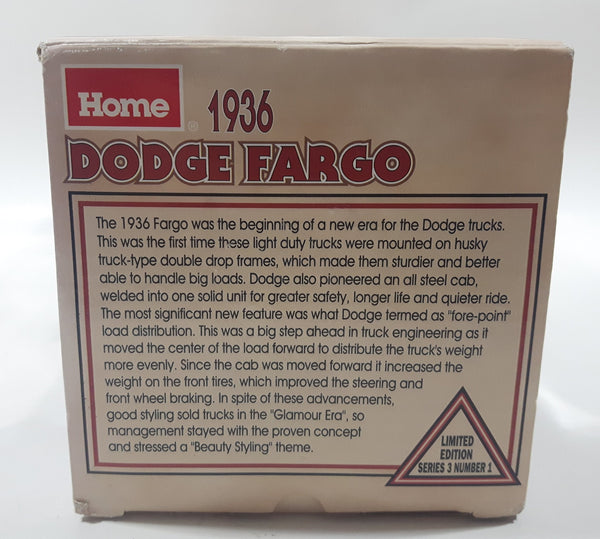 Home ® 1936
DODGE FARGO
The 1936 Fargo was the beginning of a new era for the Dodge trucks.
This was the first time these light duty trucks were mounted on husky
truck-type double drop frames, which made them sturdier and better
able to handle big loads. Dodge also pioneered an all steel cab,
welded into one solid unit for greater safety, longer life and quieter ride.
The most significant new feature was what Dodge termed as "fore-point"
load distribution. This was a big step ahead in truck engineering as it
moved the center of the load forward to distribute the truck's weight
more evenly. Since the cab was moved forward it increased the
weight on the front tires, which improved the steering and
front wheel braking. In spite of these advancements,
good styling sold trucks in the "Glamour Era", so
management stayed with the proven concept
and stressed a "Beauty Styling" theme.
LIMITED
EDITION
SERIES 3 NUMBER 1